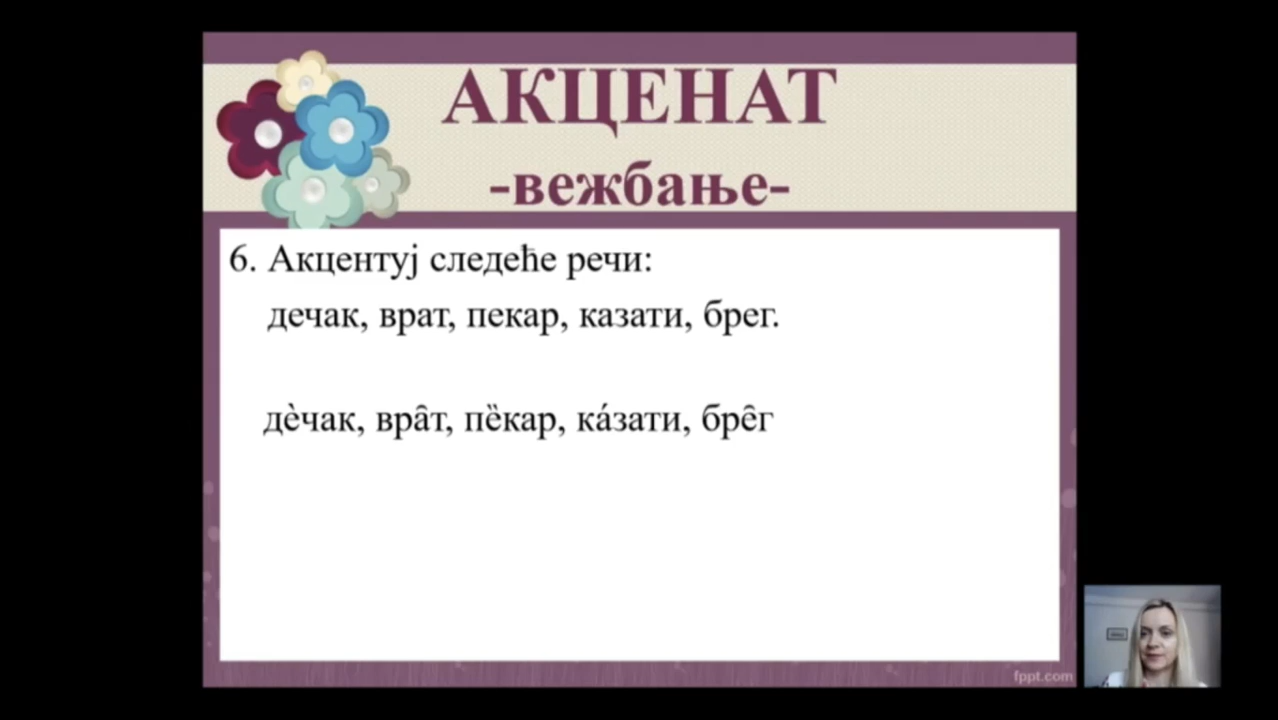 АКЦЕНАТ
-вежбање-
6. Акцентуј следеће речи:
дечак, врат, пекар, казати, брег.
дѐчак, вра̑т, пе̏кар, ка́зати, бре̑г
fppt.com